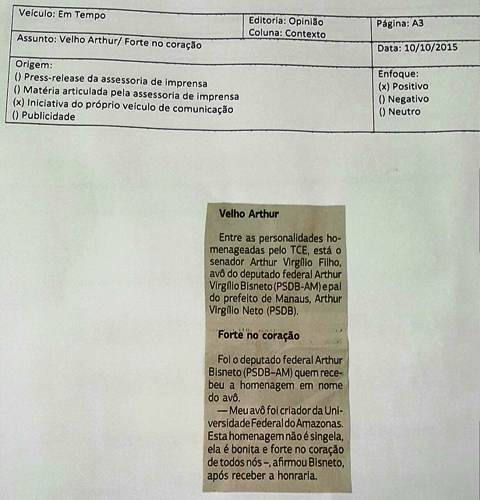 Veículo: Em Tempo
Editoria: Opinião
Coluna: Contexto
Página: A3
Assunto: Velho Arthur/ Forte no coração
Data: 10/10/2015
Origem:
() Press-release da assessoria de imprensa
() Matéria articulada pela assessoria de imprensa
(x) Iniciativa do próprio veículo de comunicação
() Publicidade
Enfoque:
(x) Positivo
() Negativo
() Neutro
Velho Arthur
Entre as personalidades ho-
menageadas pelo TCE, está o
senador Arthur Virgílio Filho,
avô do deputado federal Arthur
Virgílio Bisneto (PSDB-AM) e pai
do prefeito de Manaus, Arthur
Virgílio Neto (PSDB).
Forte no coração
Foi o deputado federal Arthur
Bisneto (PSDB–AM) quem rece-
beu a homenagem em nome
do avô.
— Meu avô foi criador da Uni-
versidade Federal do Amazonas.
Esta homenagem não é singela,
ela é bonita e forte no coração
de todos nós –, afirmou Bisneto,
após receber a honraria.